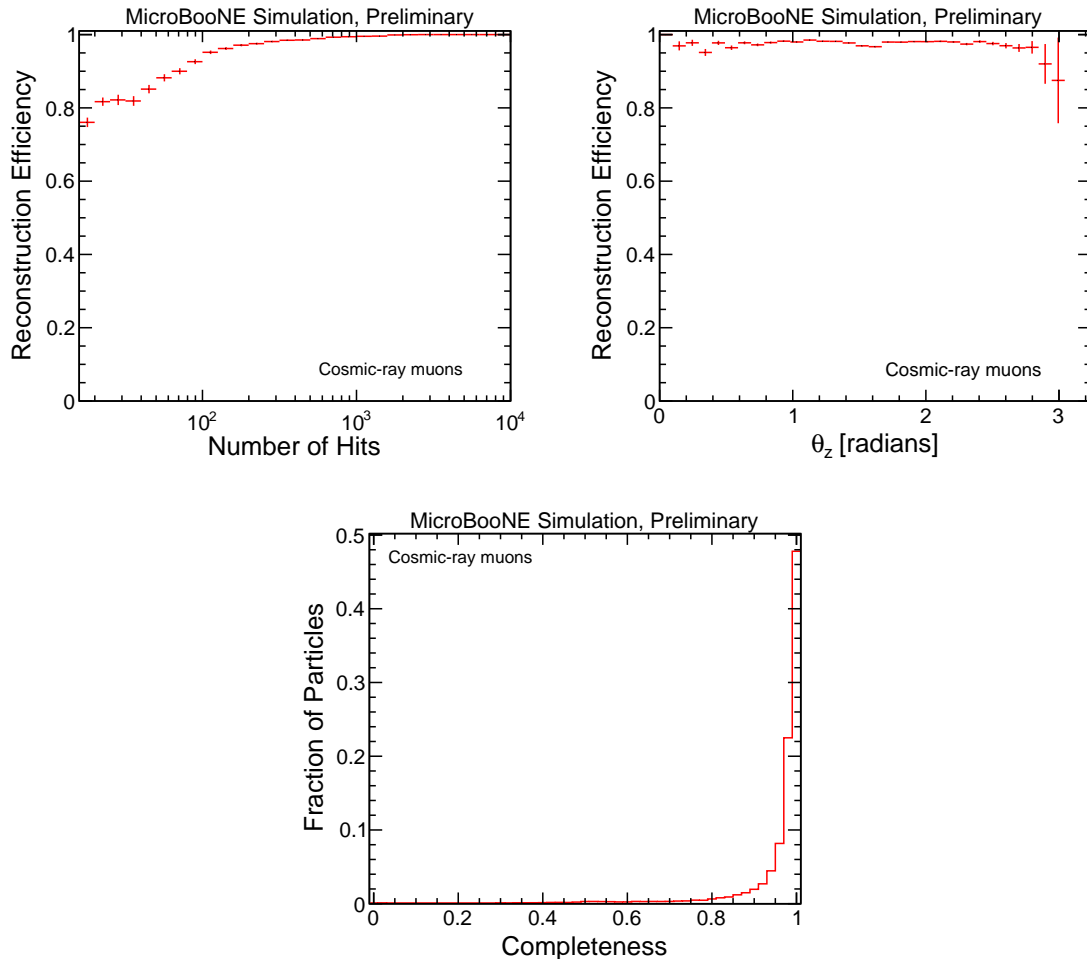 MicroBooNE Simulation, Preliminary
Reconstruction Efficiency
1
0.8
0.6
0.4
0.2
0
Cosmic-ray muons
10²
10³
10⁴
Number of Hits
MicroBooNE Simulation, Preliminary
Reconstruction Efficiency
1
0.8
0.6
0.4
0.2
0
Cosmic-ray muons
0
1
2
3
θz [radians]
MicroBooNE Simulation, Preliminary
Fraction of Particles
0.5
0.4
0.3
0.2
0.1
0
Cosmic-ray muons
0
0.2
0.4
0.6
0.8
1
Completeness